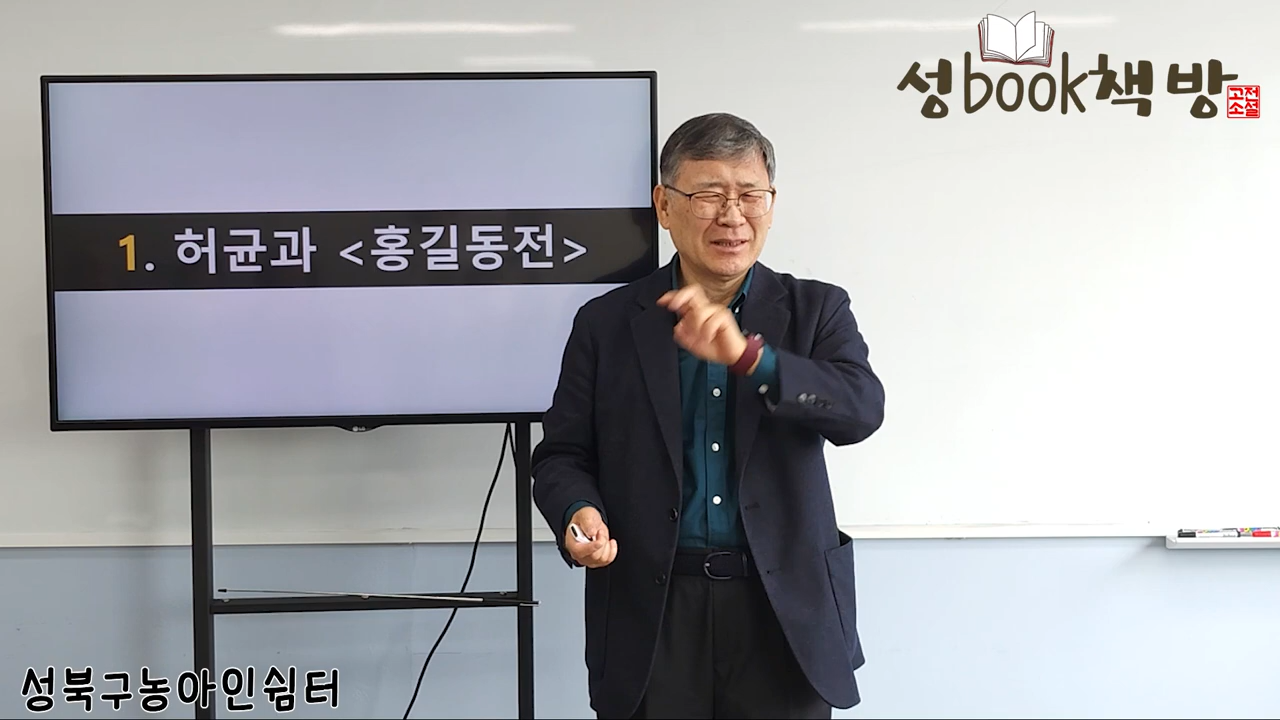 성book책방
고전
소설
1. 허균과 <홍길동전>
성북구농아인쉼터